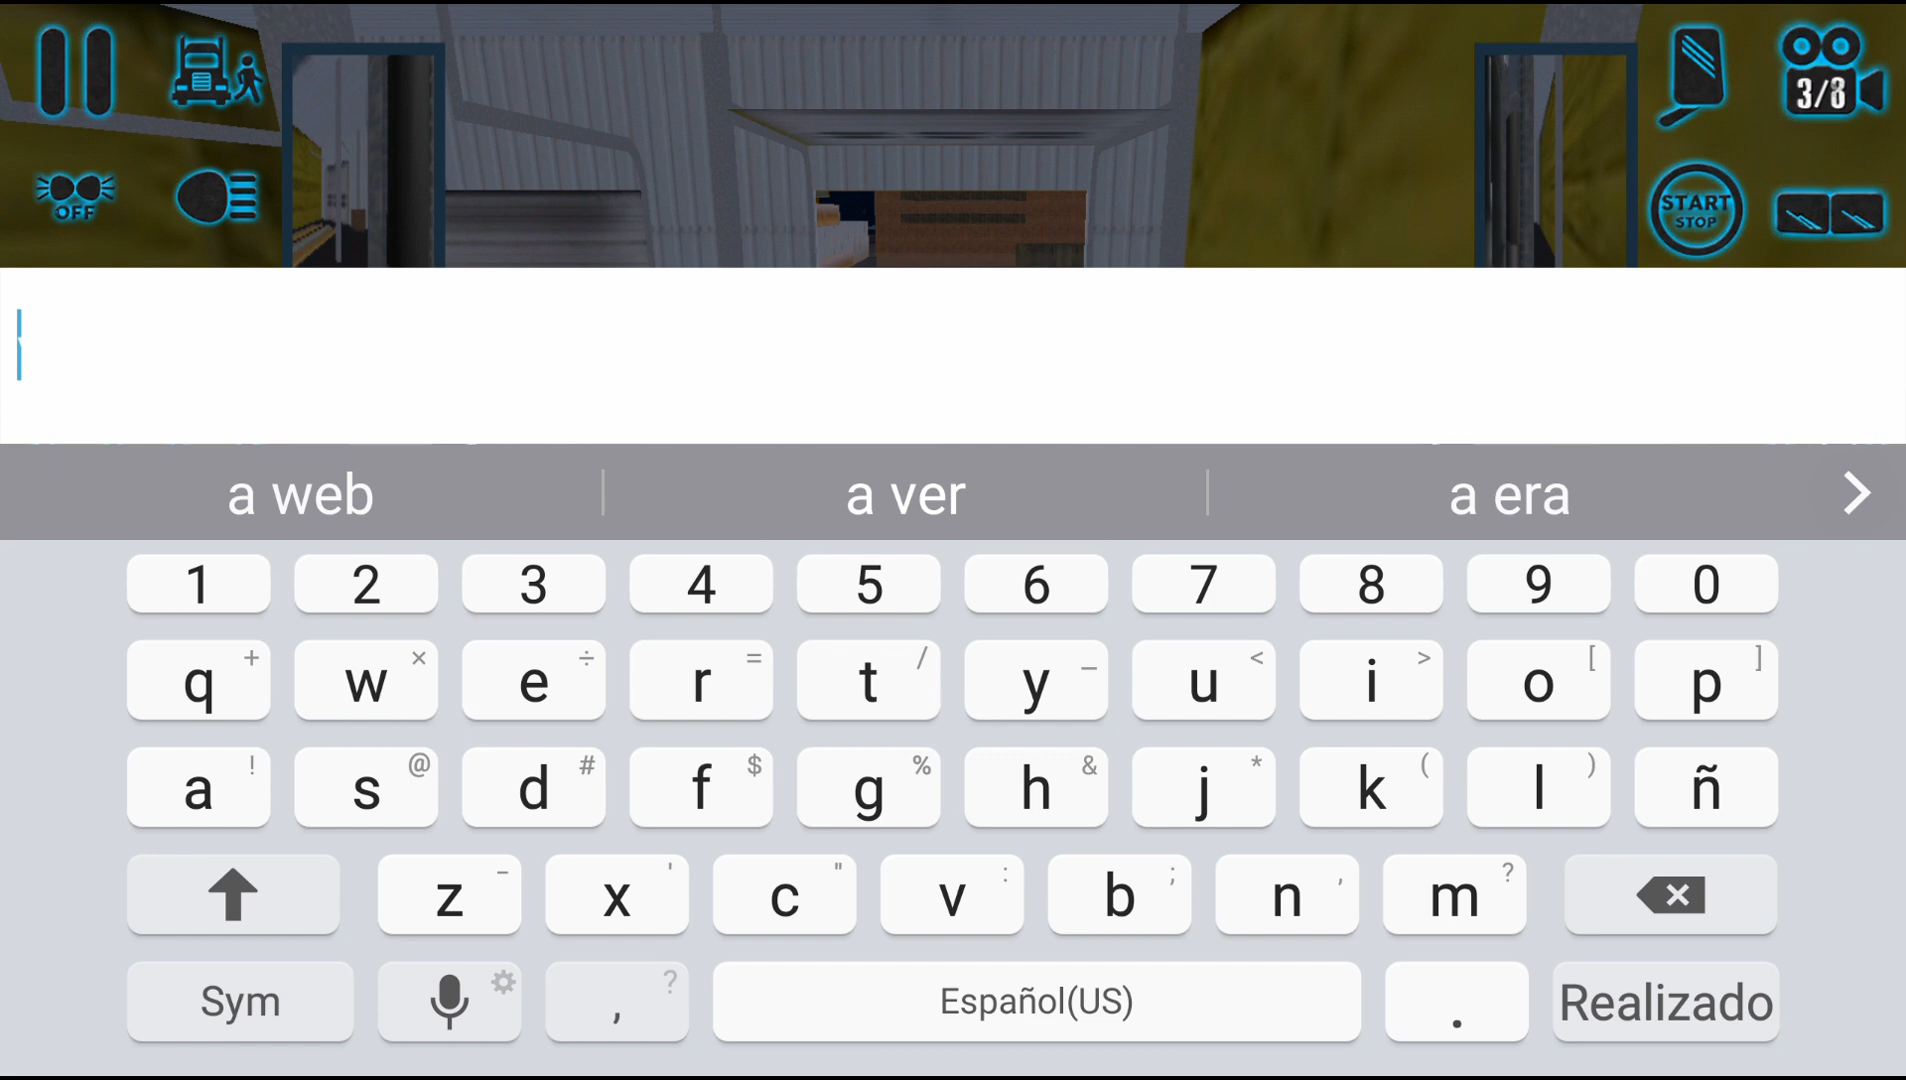 3/8
OFF
START
STOP
a web a ver a era
1 2 3 4 5 6 7 8 9 0
q + w × e ÷ r = t / y _ u < i > o [ p ]
a ! s @ d # f $ g % h & j * k ( l ) ñ
z - x ' c " v : b ; n , m ?
Sym , ? Español(US) . Realizado